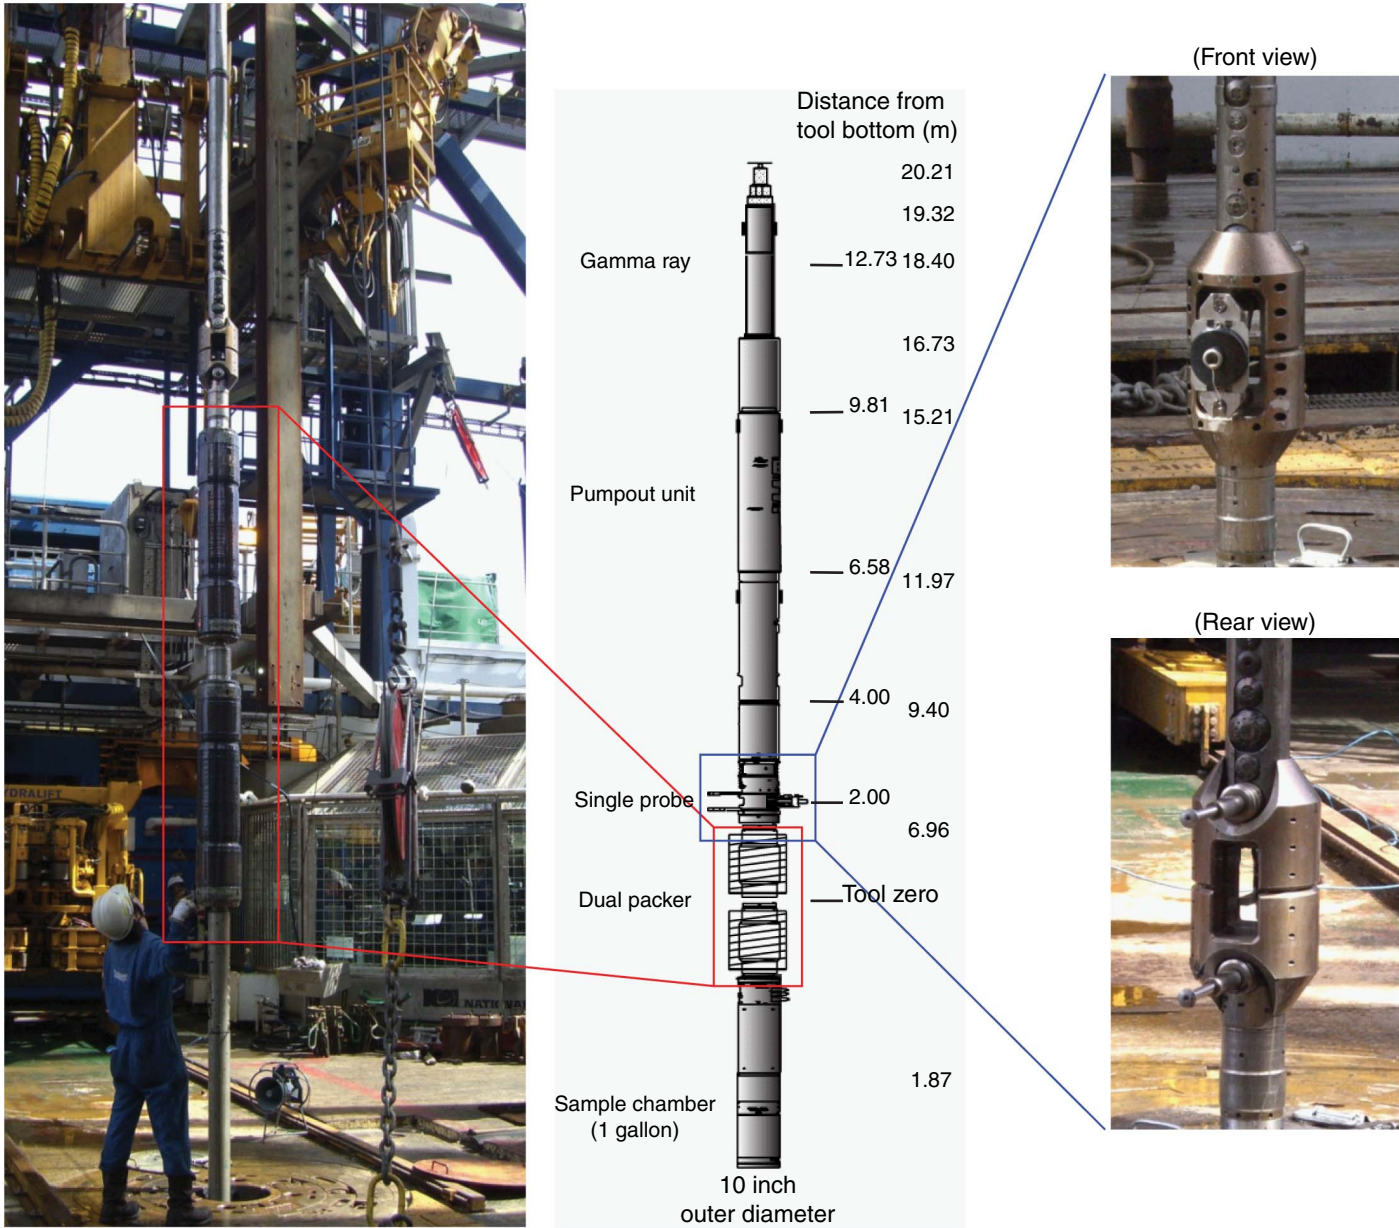 (Front view)
Distance from
tool bottom (m)
20.21
19.32
Gamma ray
12.73 18.40
16.73
9.81
15.21
Pumpout unit
6.58
11.97
(Rear view)
4.00
9.40
Single probe
2.00
6.96
YDRALIFT
Dual packer
Tool zero
NATIONAL
1.87
Sample chamber
(1 gallon)
10 inch
outer diameter